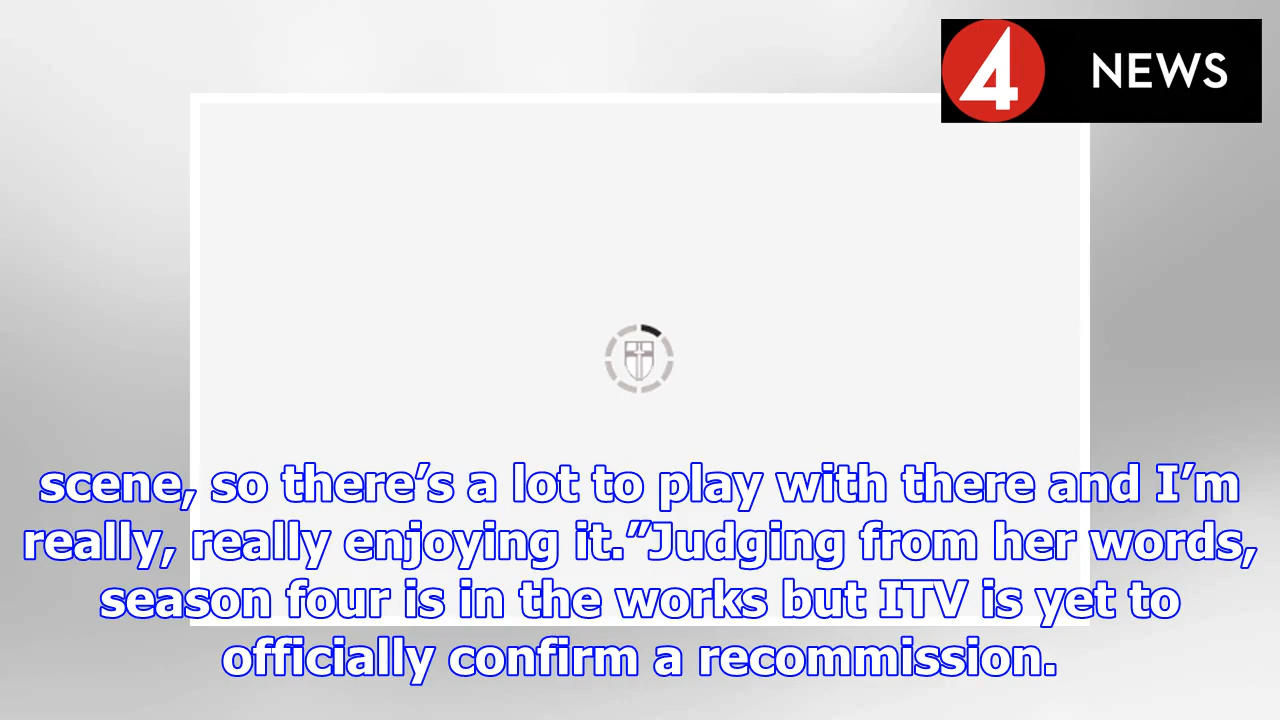 4 NEWS
scene, so there’s a lot to play with there and I’m
really, really enjoying it.”Judging from her words,
season four is in the works but ITV is yet to
officially confirm a recommission.